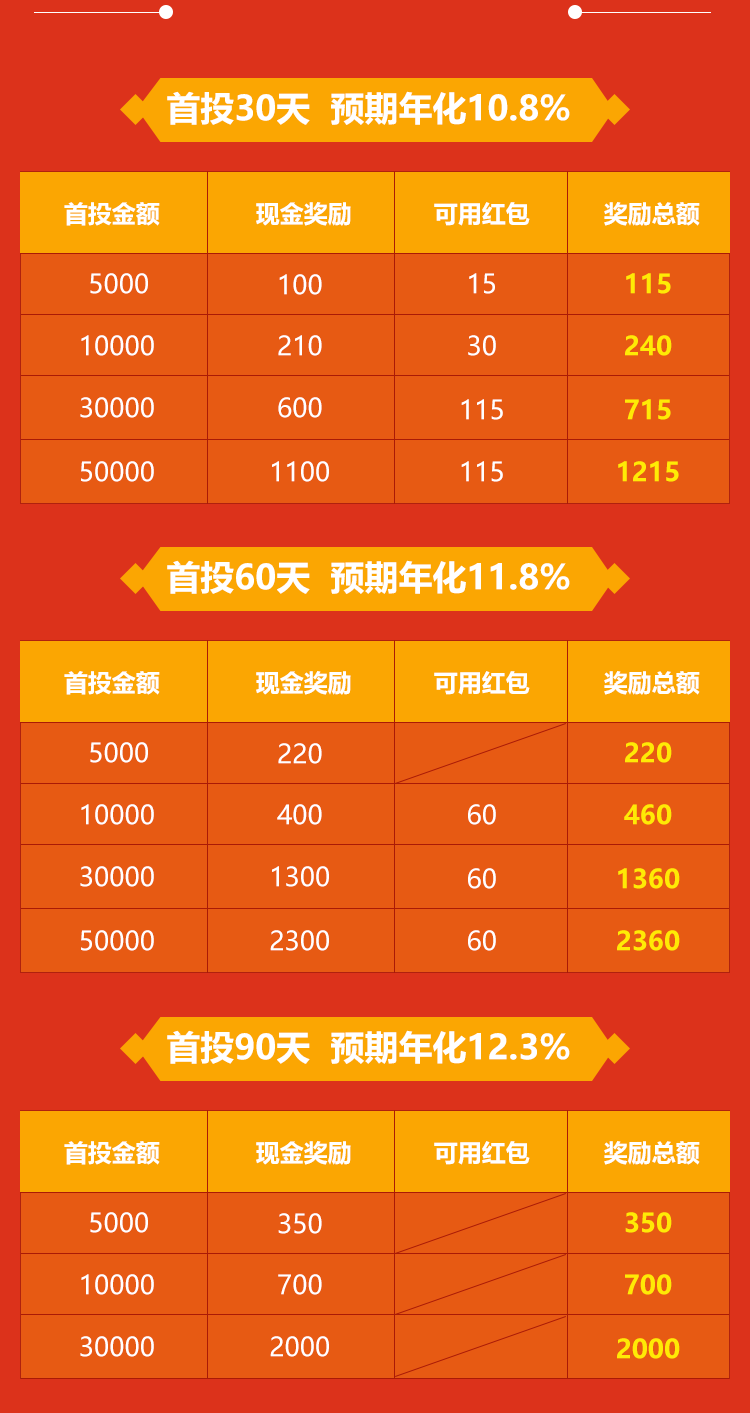 首投30天 预期年化10.8%
首投金额 现金奖励 可用红包 奖励总额
5000 100 15 115
10000 210 30 240
30000 600 115 715
50000 1100 115 1215
首投60天 预期年化11.8%
首投金额 现金奖励 可用红包 奖励总额
5000 220 220
10000 400 60 460
30000 1300 60 1360
50000 2300 60 2360
首投90天 预期年化12.3%
首投金额 现金奖励 可用红包 奖励总额
5000 350 350
10000 700 700
30000 2000 2000